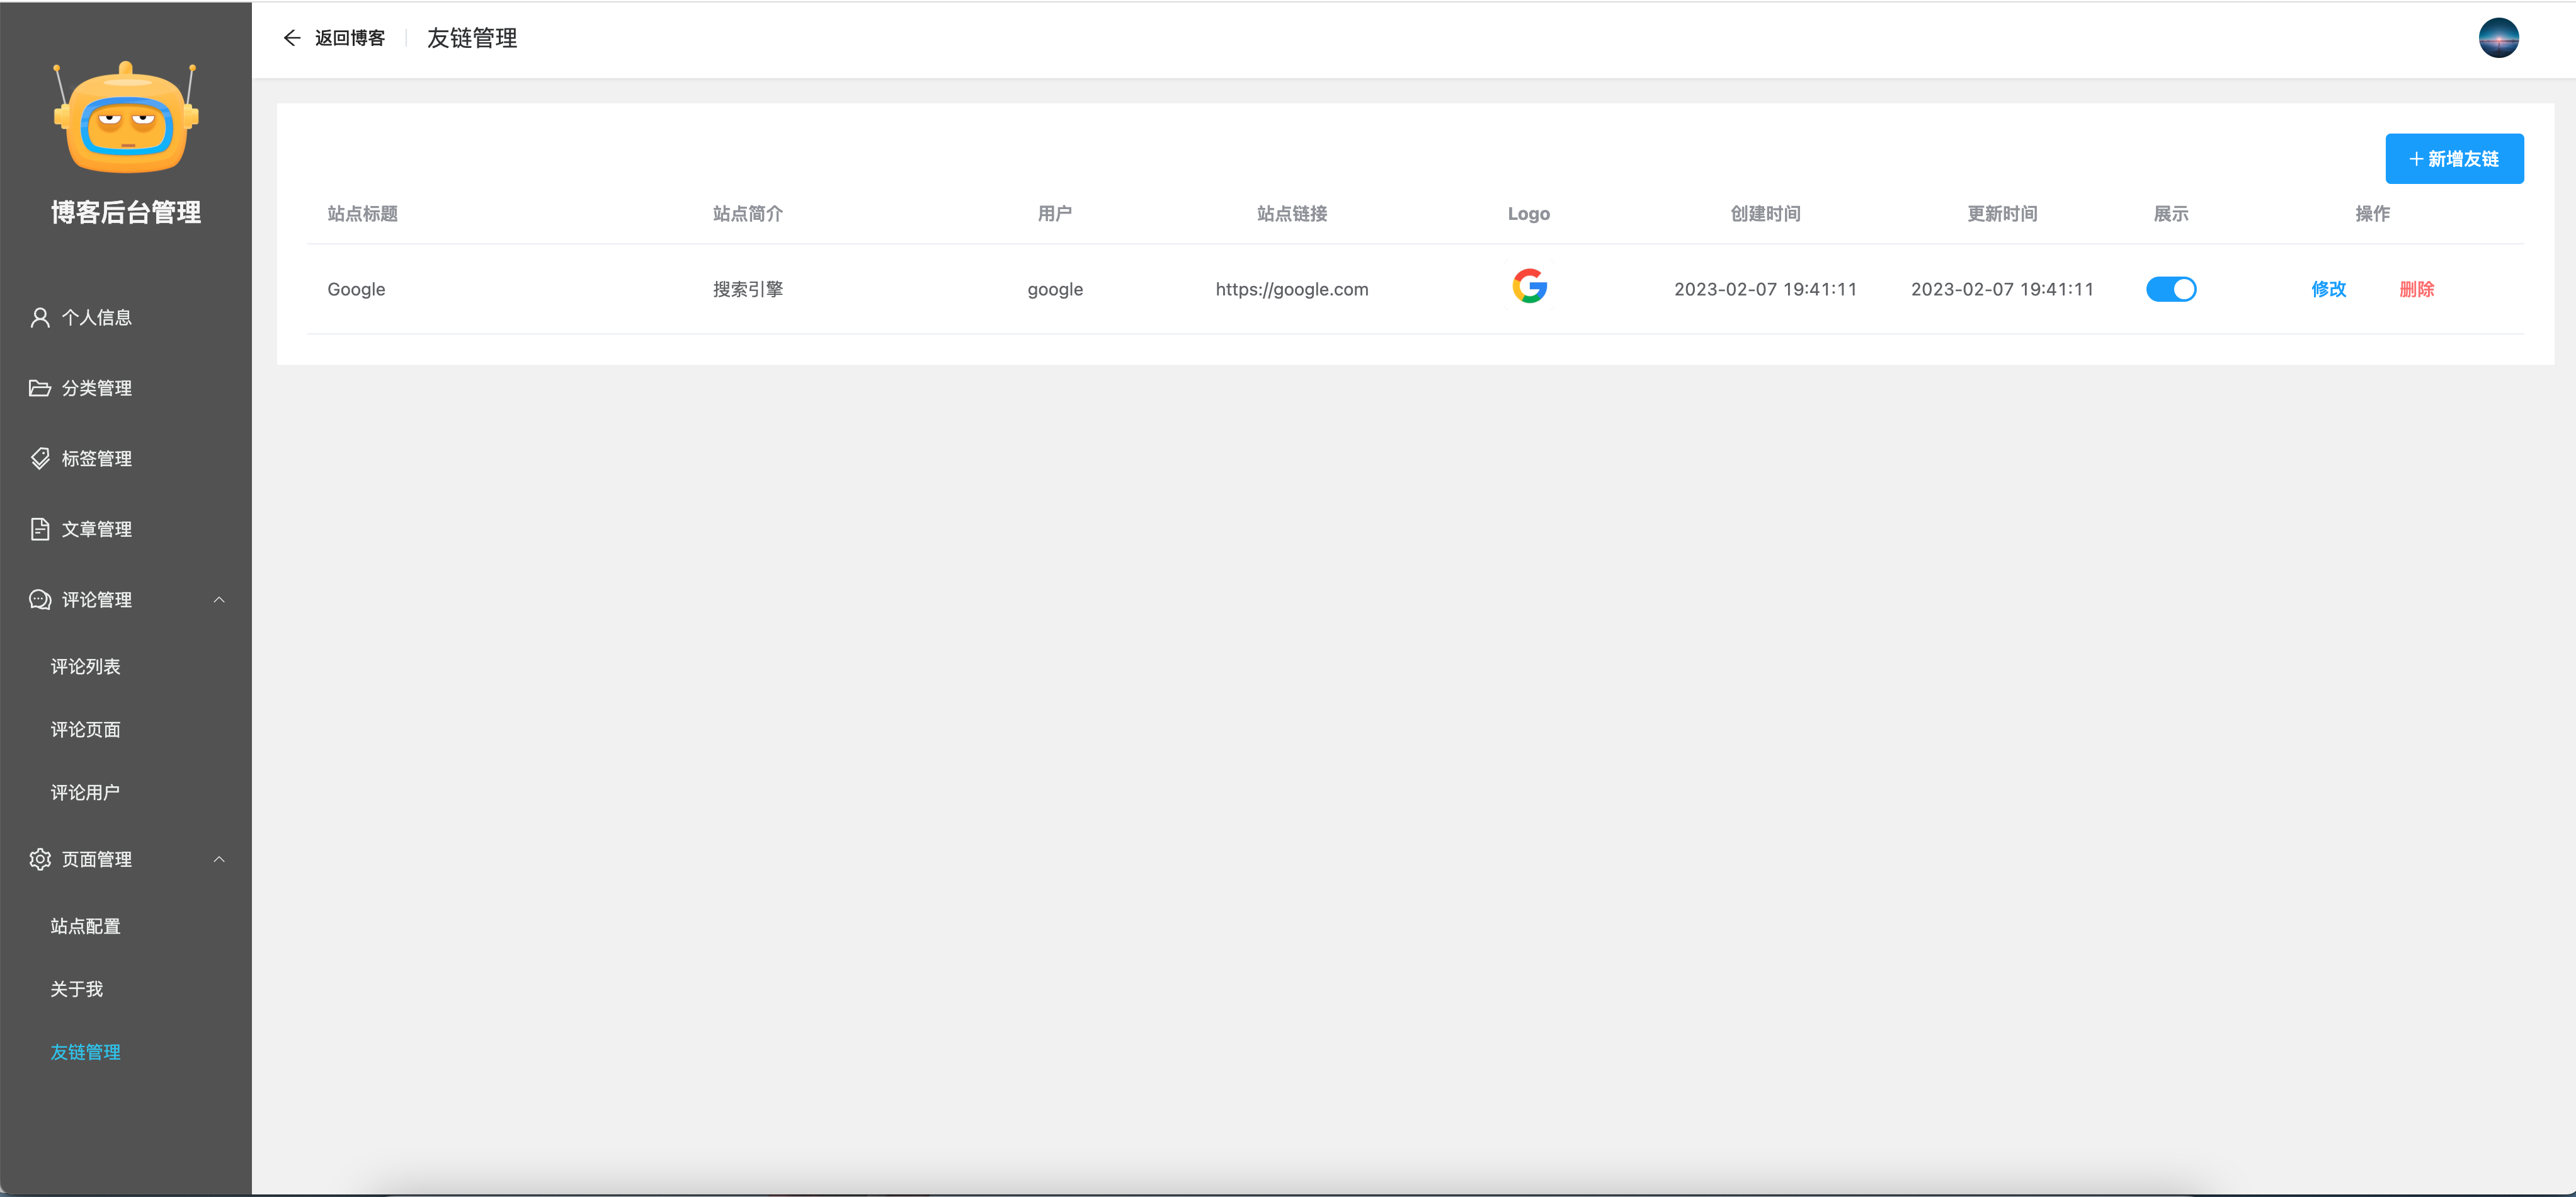 博客后台管理
个人信息
分类管理
标签管理
文章管理
评论管理
评论列表
评论页面
评论用户
页面管理
站点配置
关于我
友链管理
返回博客 友链管理
新增友链
站点标题 站点简介 用户 站点链接 Logo 创建时间 更新时间 展示 操作
Google 搜索引擎 google https://google.com 2023-02-07 19:41:11 2023-02-07 19:41:11 修改 删除